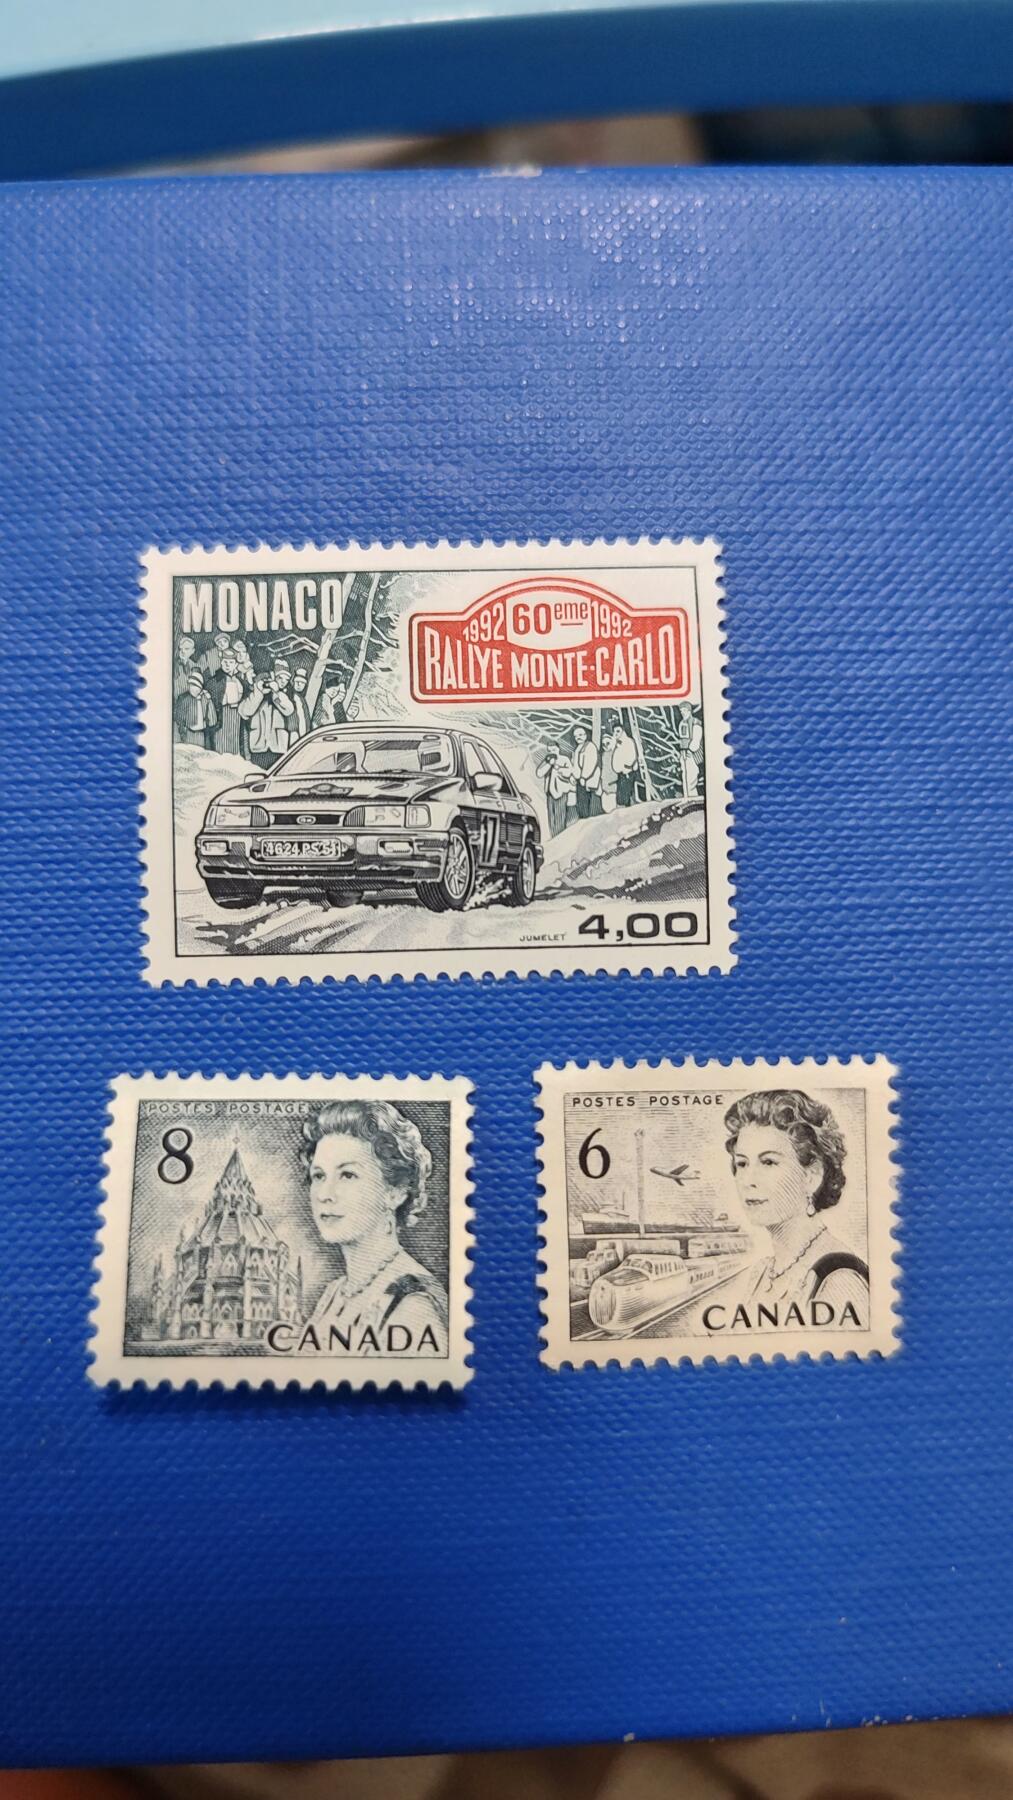 MONACO
1992 60eme 1992
RALLYE MONTE-CARLO
17
4624 PS 51
JUMELET 4,00
POSTES POSTAGE
8
CANADA
POSTES POSTAGE
6
CANADA